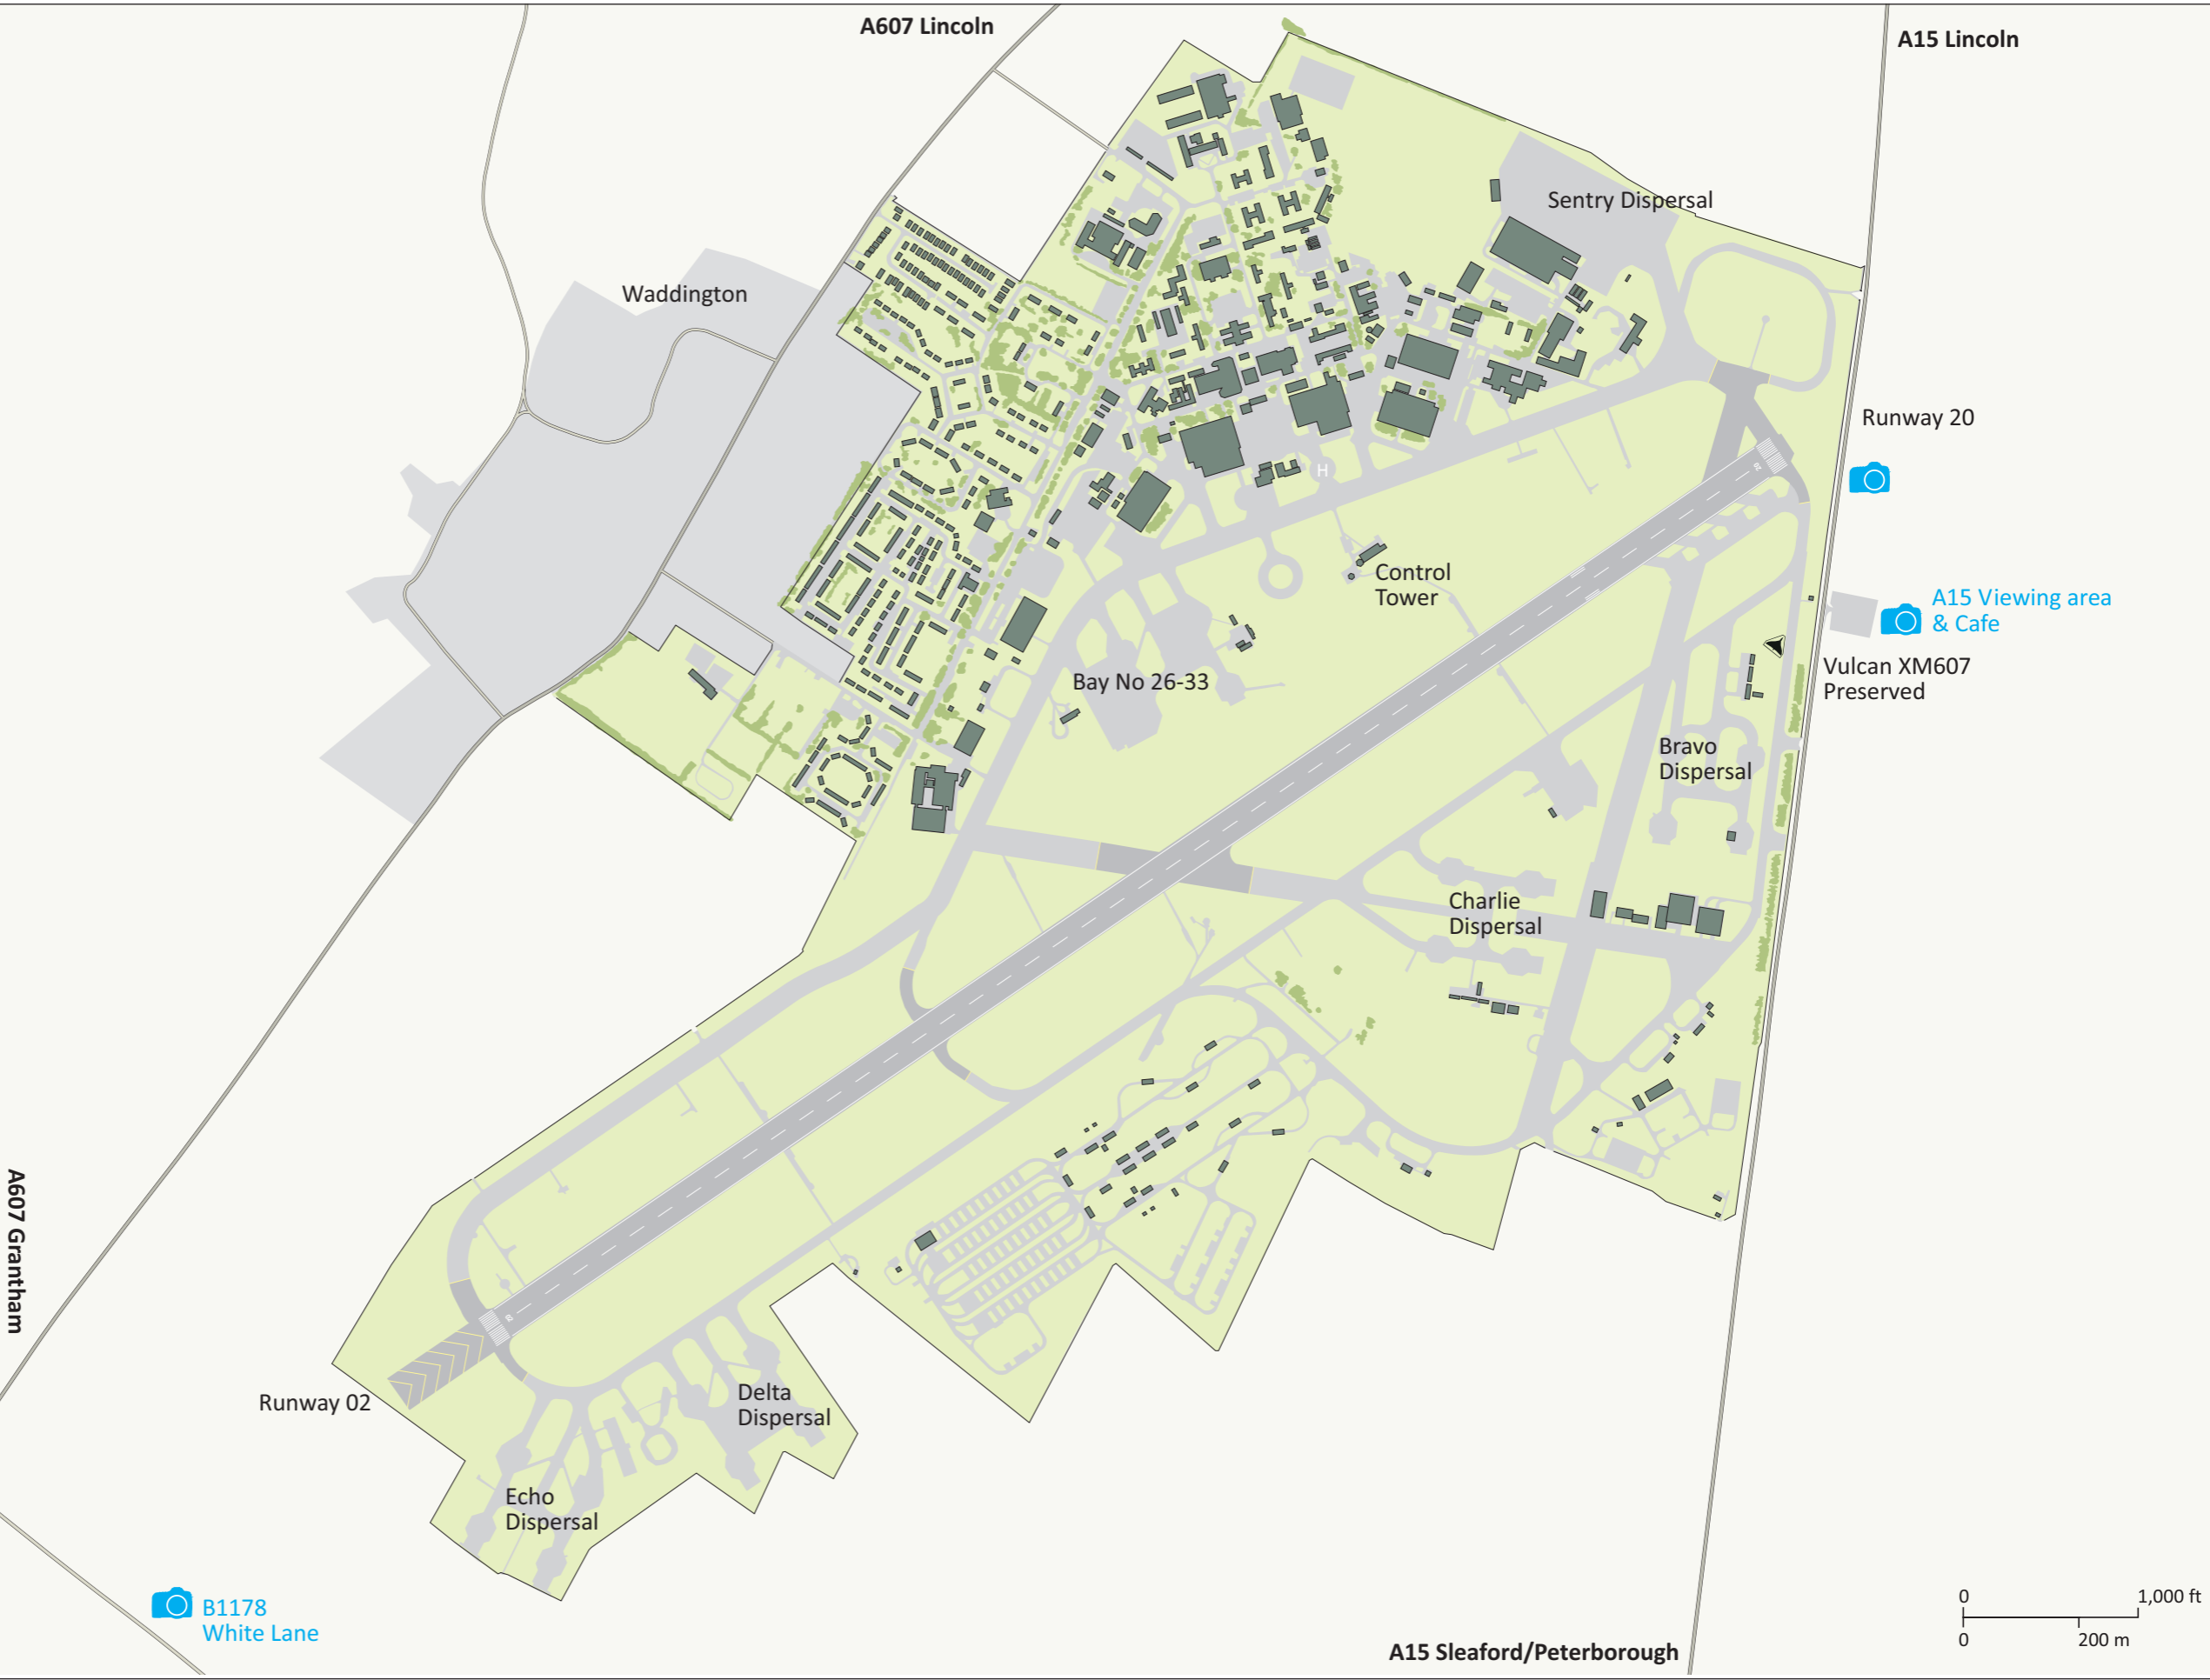 A607 Lincoln
A15 Lincoln
Sentry Dispersal
Waddington
Runway 20
H
Control
Tower
A15 Viewing area
& Cafe
Vulcan XM607
Preserved
Bay No 26-33
Bravo
Dispersal
Charlie
Dispersal
A607 Grantham
Runway 02
Delta
Dispersal
Echo
Dispersal
B1178
White Lane
A15 Sleaford/Peterborough
0 1,000 ft
0 200 m